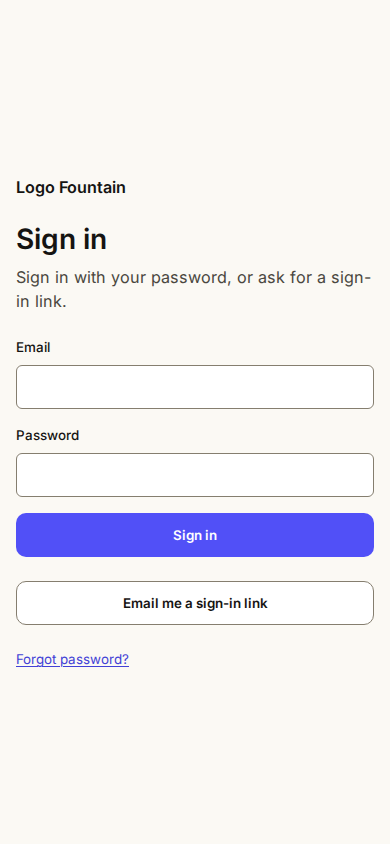 Logo Fountain
Sign in
Sign in with your password, or ask for a sign-
in link.
Email
Password
Sign in
Email me a sign-in link
Forgot password?